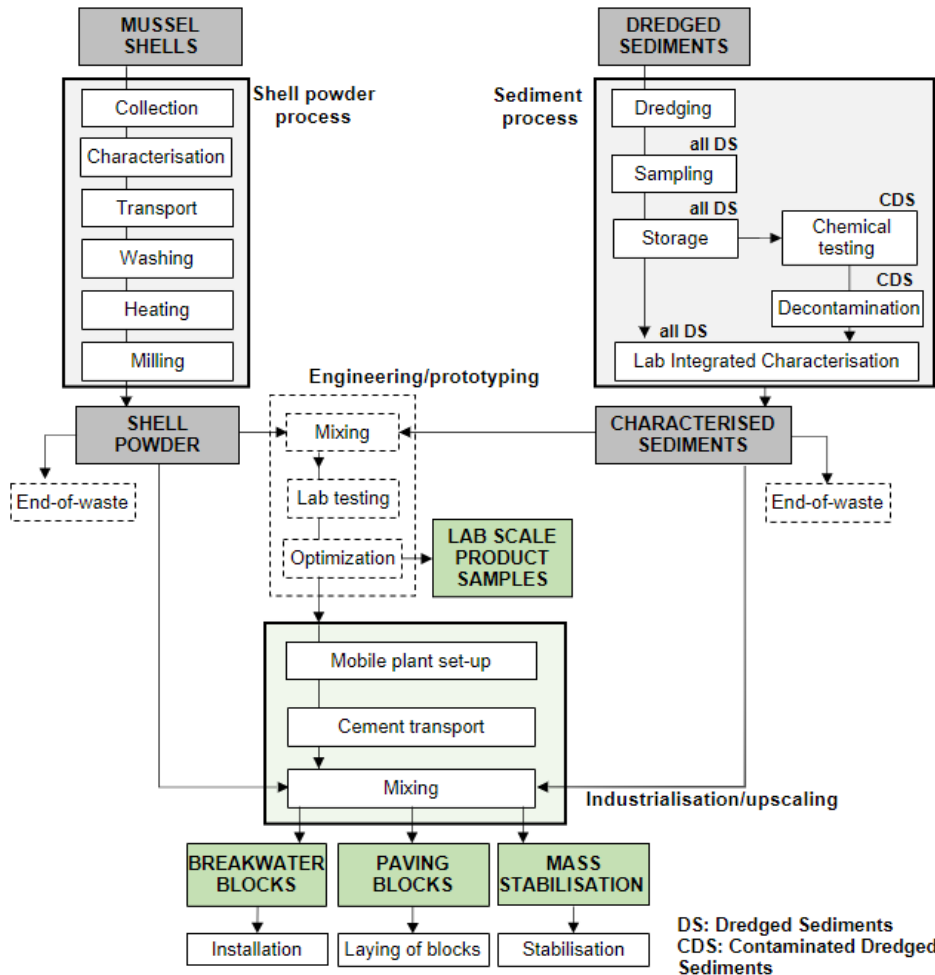 MUSSEL
SHELLS
DREDGED
SEDIMENTS
Shell powder
process
Sediment
process
Collection
Characterisation
Transport
Washing
Heating
Milling
Dredging
all DS
Sampling
all DS
Storage
CDS
Chemical
testing
CDS
Decontamination
all DS
Lab Integrated Characterisation
Engineering/prototyping
SHELL
POWDER
Mixing
CHARACTERISED
SEDIMENTS
End-of-waste
Lab testing
End-of-waste
Optimization
LAB SCALE
PRODUCT
SAMPLES
Mobile plant set-up
Cement transport
Mixing
Industrialisation/upscaling
BREAKWATER
BLOCKS
PAVING
BLOCKS
MASS
STABILISATION
Installation
Laying of blocks
Stabilisation
DS: Dredged Sediments
CDS: Contaminated Dredged
Sediments